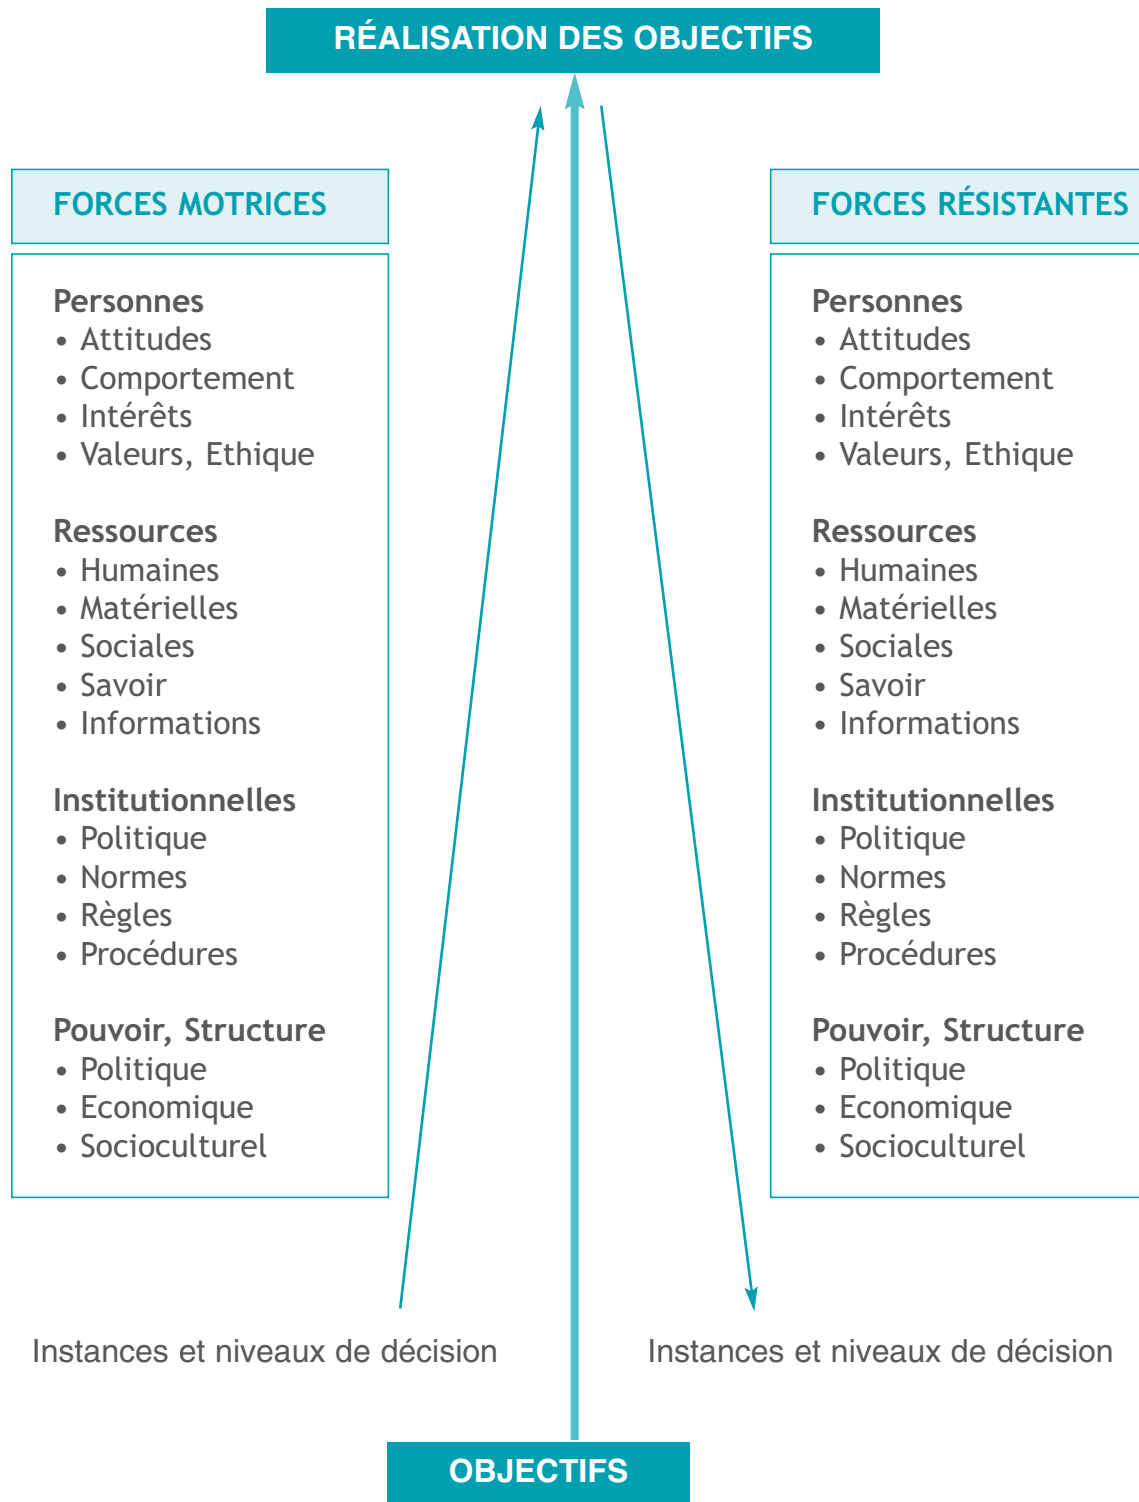 RÉALISATION DES OBJECTIFS
FORCES MOTRICES
Personnes
• Attitudes
• Comportement
• Intérêts
• Valeurs, Ethique
Ressources
• Humaines
• Matérielles
• Sociales
• Savoir
• Informations
Institutionnelles
• Politique
• Normes
• Règles
• Procédures
Pouvoir, Structure
• Politique
• Economique
• Socioculturel
Instances et niveaux de décision
FORCES RÉSISTANTES
Personnes
• Attitudes
• Comportement
• Intérêts
• Valeurs, Ethique
Ressources
• Humaines
• Matérielles
• Sociales
• Savoir
• Informations
Institutionnelles
• Politique
• Normes
• Règles
• Procédures
Pouvoir, Structure
• Politique
• Economique
• Socioculturel
Instances et niveaux de décision
OBJECTIFS